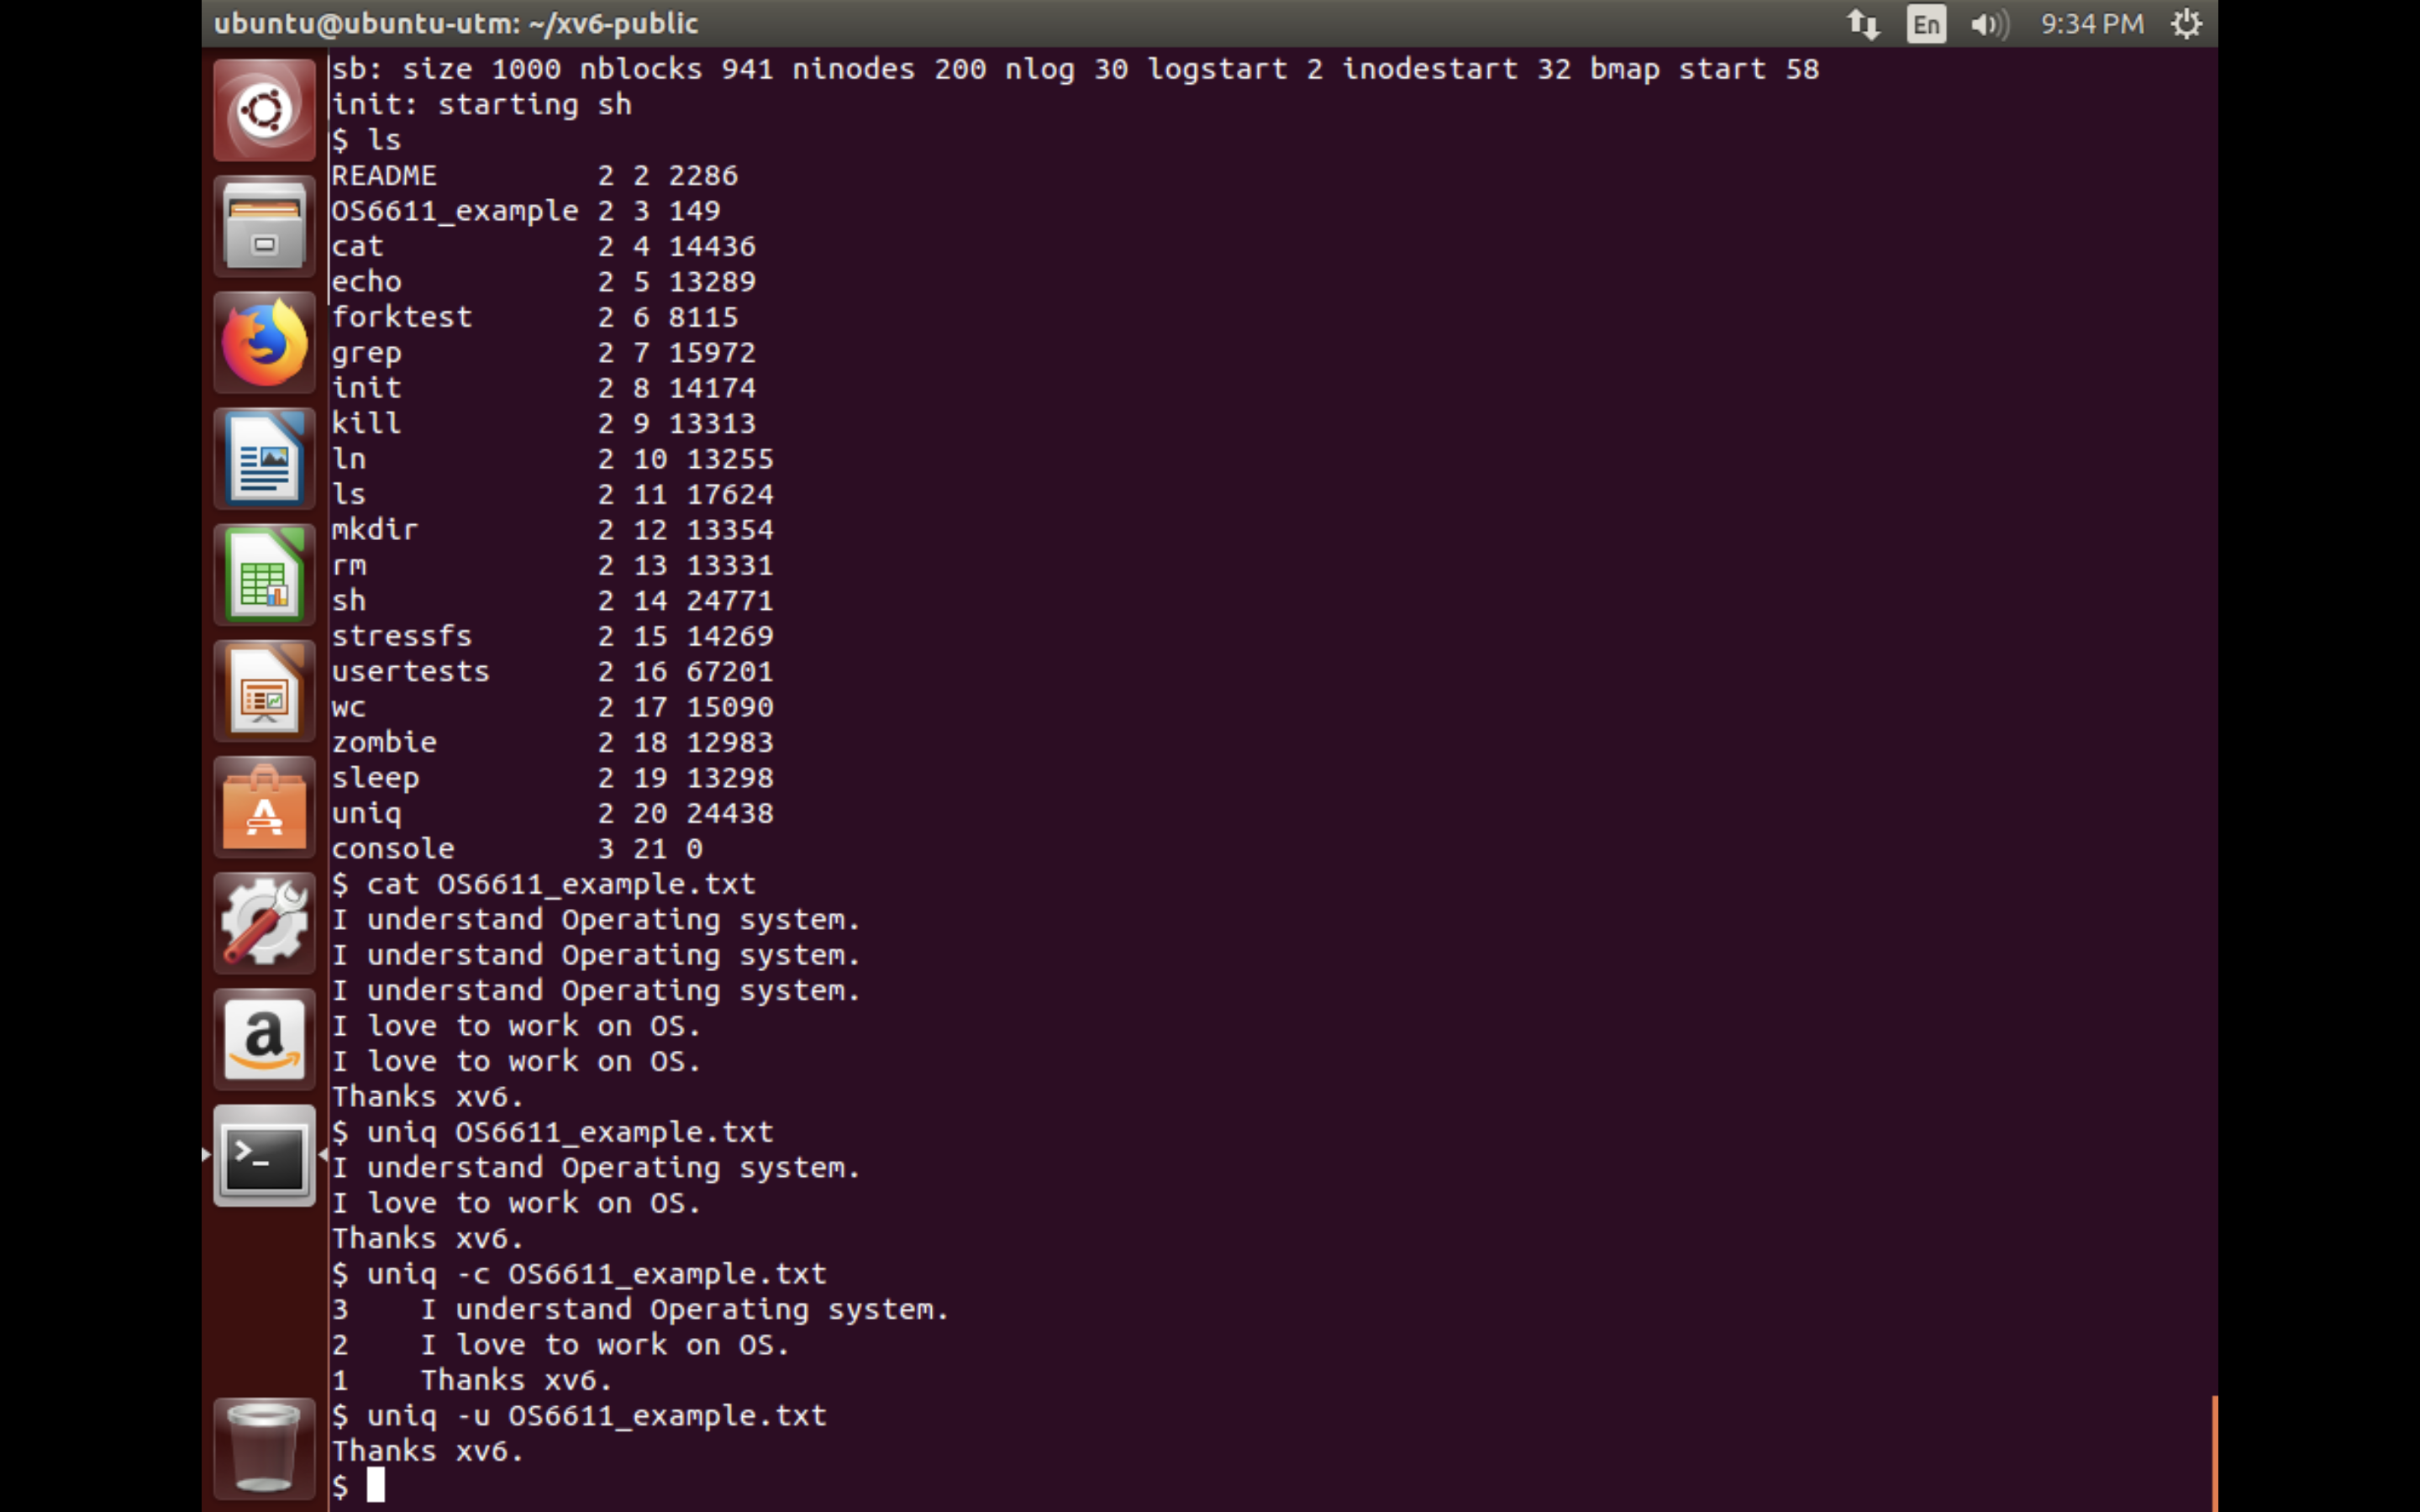 ubuntu@ubuntu-utm: ~/xv6-public En 9:34 PM
sb: size 1000 nblocks 941 ninodes 200 nlog 30 logstart 2 inodestart 32 bmap start 58
init: starting sh
$ ls
README 2 2 2286
OS6611_example 2 3 149
cat 2 4 14436
echo 2 5 13289
forktest 2 6 8115
grep 2 7 15972
init 2 8 14174
kill 2 9 13313
ln 2 10 13255
ls 2 11 17624
mkdir 2 12 13354
rm 2 13 13331
sh 2 14 24771
stressfs 2 15 14269
usertests 2 16 67201
wc 2 17 15090
zombie 2 18 12983
sleep 2 19 13298
uniq 2 20 24438
console 3 21 0
$ cat OS6611_example.txt
I understand Operating system.
I understand Operating system.
I understand Operating system.
I love to work on OS.
I love to work on OS.
Thanks xv6.
$ uniq OS6611_example.txt
I understand Operating system.
I love to work on OS.
Thanks xv6.
$ uniq -c OS6611_example.txt
3 I understand Operating system.
2 I love to work on OS.
1 Thanks xv6.
$ uniq -u OS6611_example.txt
Thanks xv6.
$